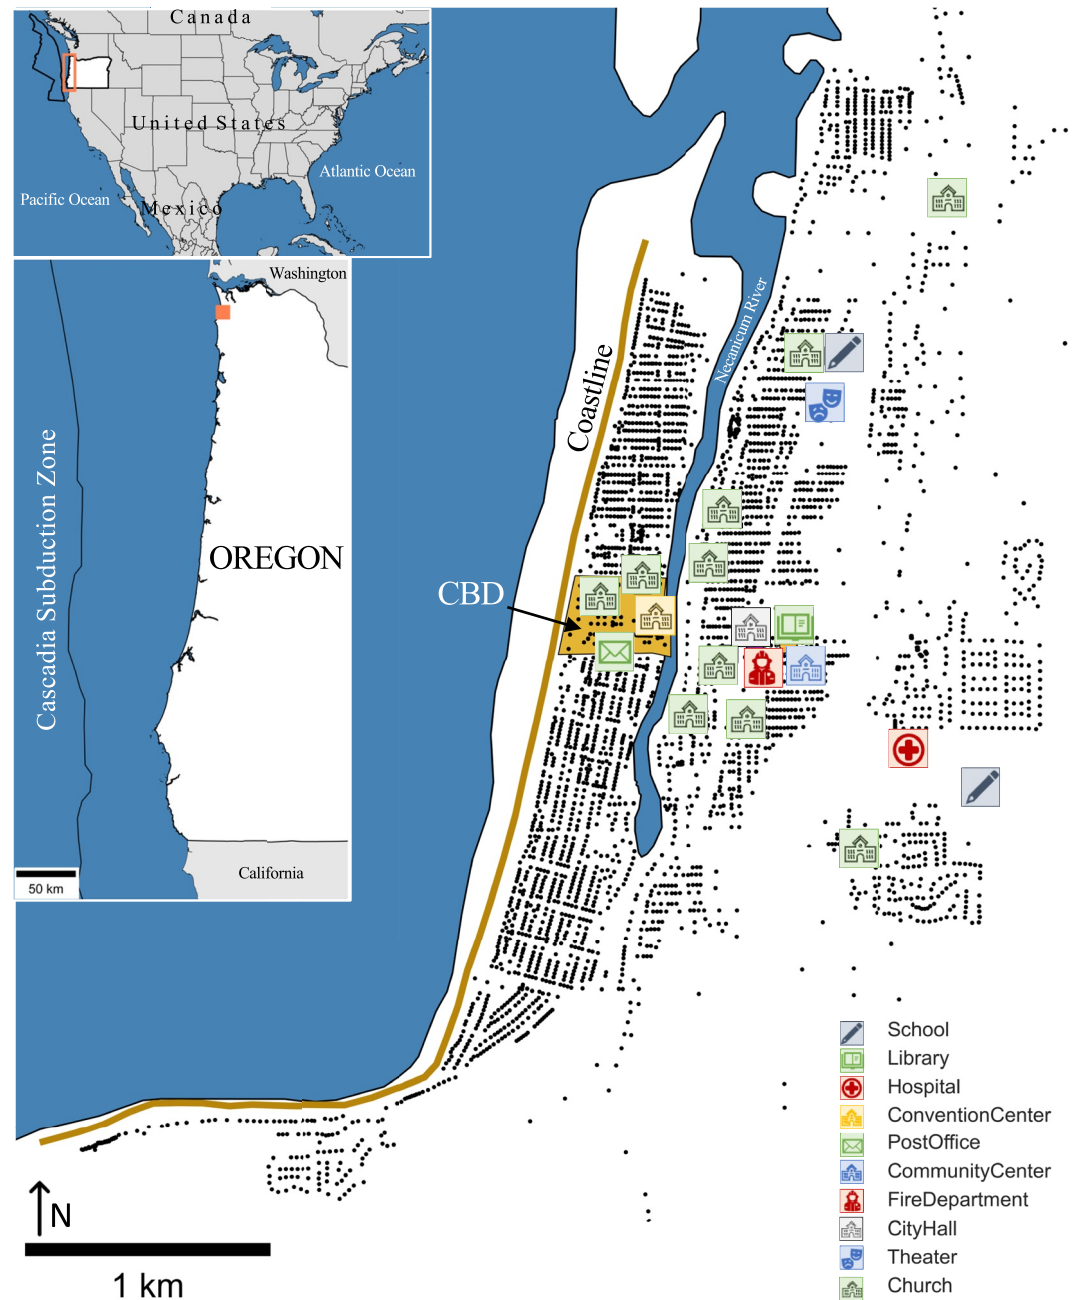 Canada
United States
Atlantic Ocean
Pacific Ocean
Mexico
Washington
Cascadia Subduction Zone
OREGON
California
50 km
Coastline
Necanicum River
CBD
N
1 km
School
Library
Hospital
ConventionCenter
PostOffice
CommunityCenter
FireDepartment
CityHall
Theater
Church